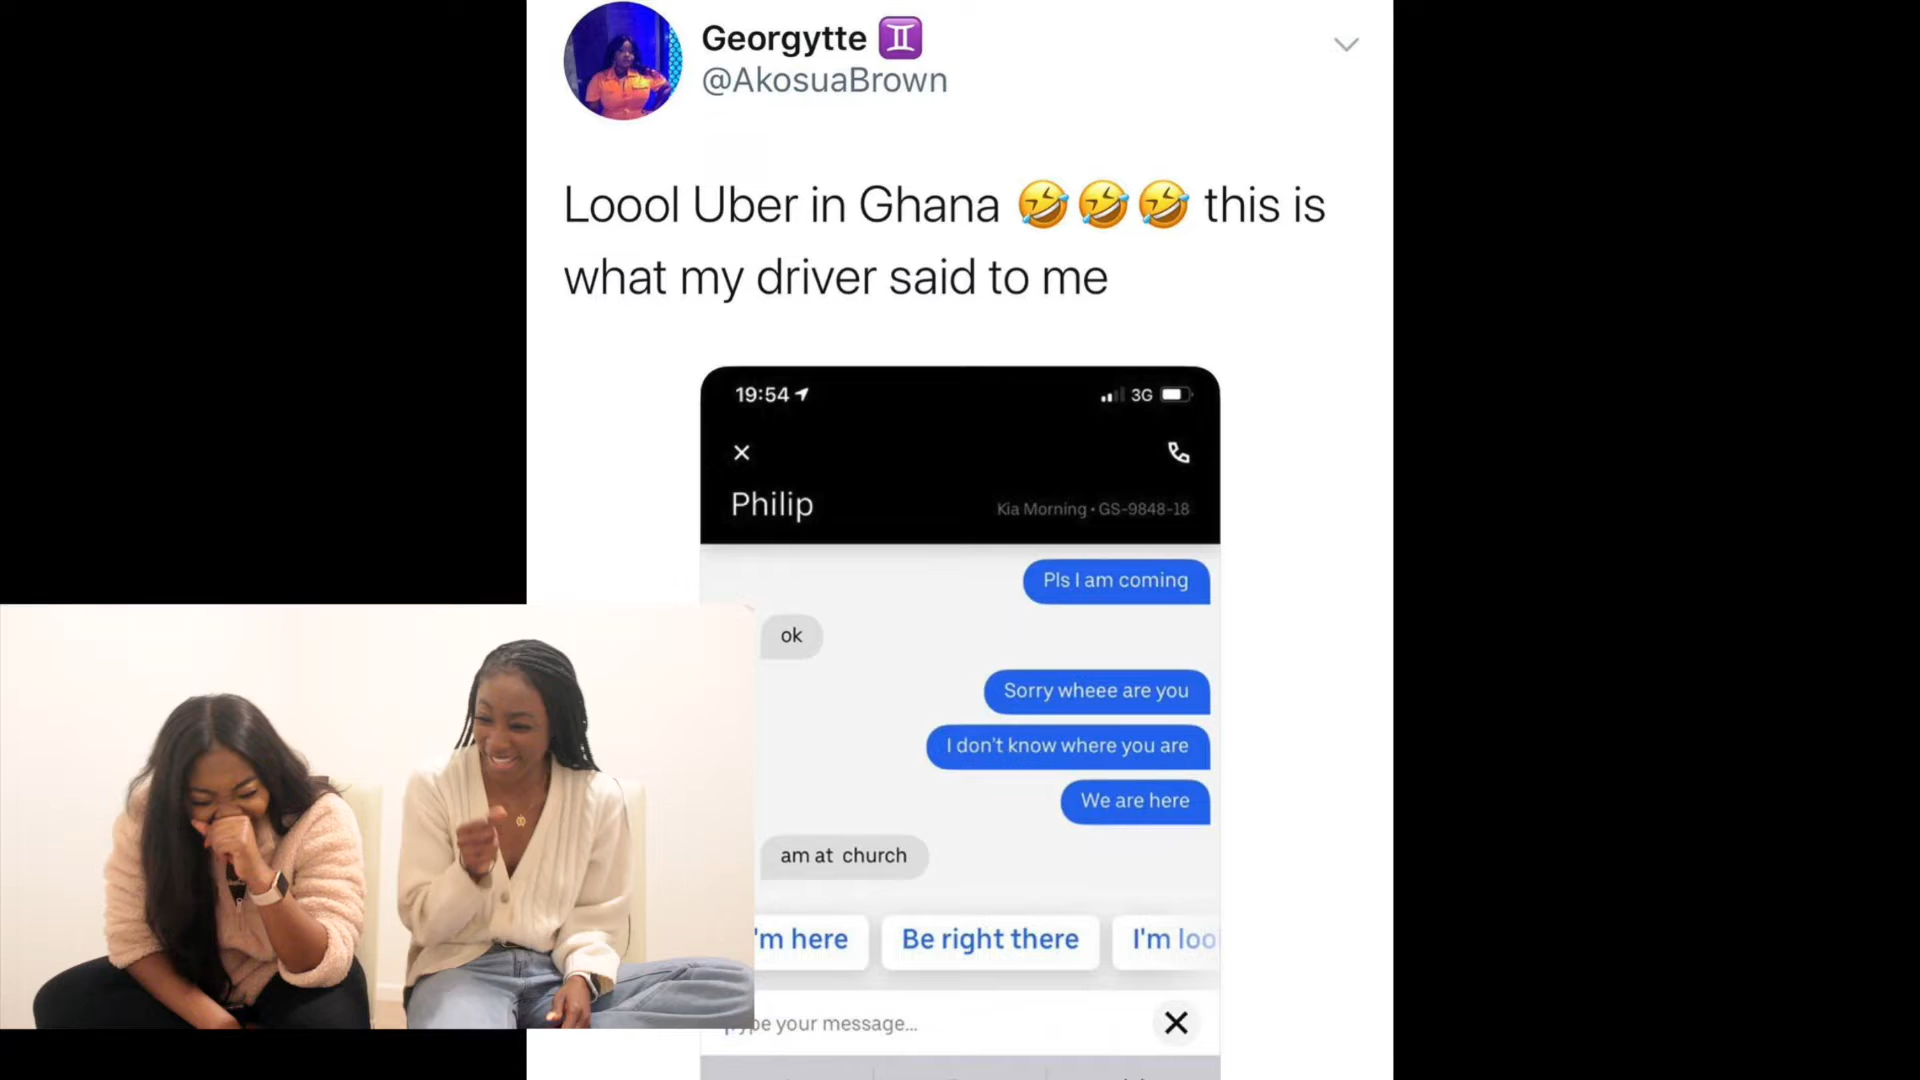 Georgytte ♊
@AkosuaBrown
Loool Uber in Ghana 🤣🤣🤣 this is
what my driver said to me
19:54
3G
Philip
Kia Morning • GS-9848-18
Pls I am coming
ok
Sorry wheee are you
I don't know where you are
We are here
am at church
'm here
Be right there
I'm loo
ype your message...